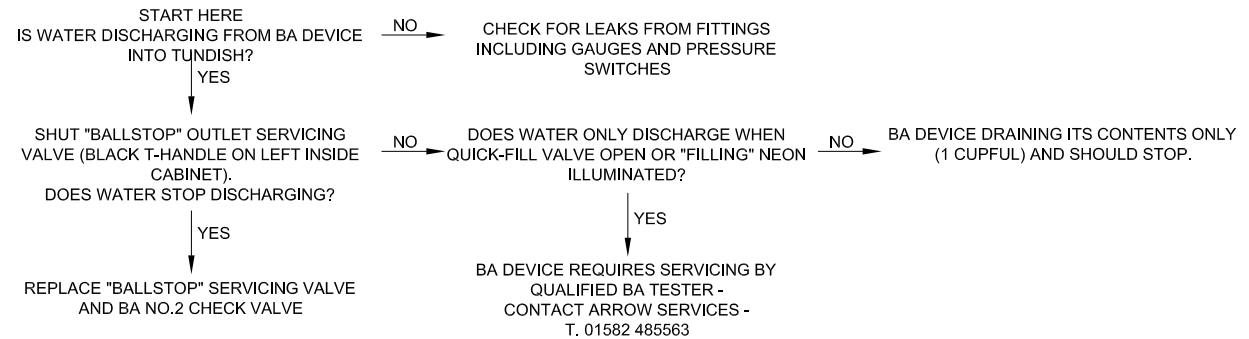 START HERE
IS WATER DISCHARGING FROM BA DEVICE
INTO TUNDISH?
NO
CHECK FOR LEAKS FROM FITTINGS
INCLUDING GAUGES AND PRESSURE
SWITCHES
YES
SHUT "BALLSTOP" OUTLET SERVICING
VALVE (BLACK T-HANDLE ON LEFT INSIDE
CABINET).
DOES WATER STOP DISCHARGING?
NO
DOES WATER ONLY DISCHARGE WHEN
QUICK-FILL VALVE OPEN OR "FILLING" NEON
ILLUMINATED?
NO
BA DEVICE DRAINING ITS CONTENTS ONLY
(1 CUPFUL) AND SHOULD STOP.
YES
REPLACE "BALLSTOP" SERVICING VALVE
AND BA NO.2 CHECK VALVE
YES
BA DEVICE REQUIRES SERVICING BY
QUALIFIED BA TESTER -
CONTACT ARROW SERVICES -
T. 01582 485563